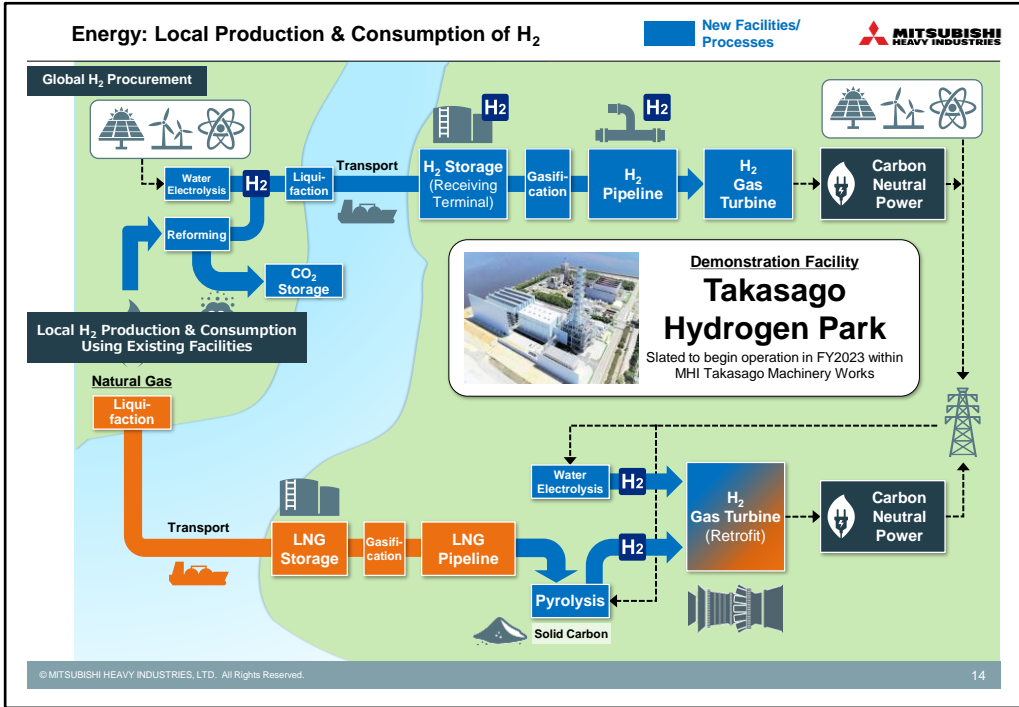 Energy: Local Production & Consumption of H2
New Facilities/
Processes
MITSUBISHI
HEAVY INDUSTRIES
Global H2 Procurement
Water
Electrolysis
H2
Liqui-
faction
Transport
H2
H2 Storage
(Receiving
Terminal)
Gasifi-
cation
H2
H2
Pipeline
H2
Gas
Turbine
Carbon
Neutral
Power
Reforming
CO2
Storage
Demonstration Facility
Takasago
Hydrogen Park
Slated to begin operation in FY2023 within
MHI Takasago Machinery Works
Local H2 Production & Consumption
Using Existing Facilities
Natural Gas
Liqui-
faction
Transport
LNG
Storage
Gasifi-
cation
LNG
Pipeline
Water
Electrolysis
H2
H2
Pyrolysis
Solid Carbon
H2
Gas Turbine
(Retrofit)
Carbon
Neutral
Power
© MITSUBISHI HEAVY INDUSTRIES, LTD. All Rights Reserved.
14